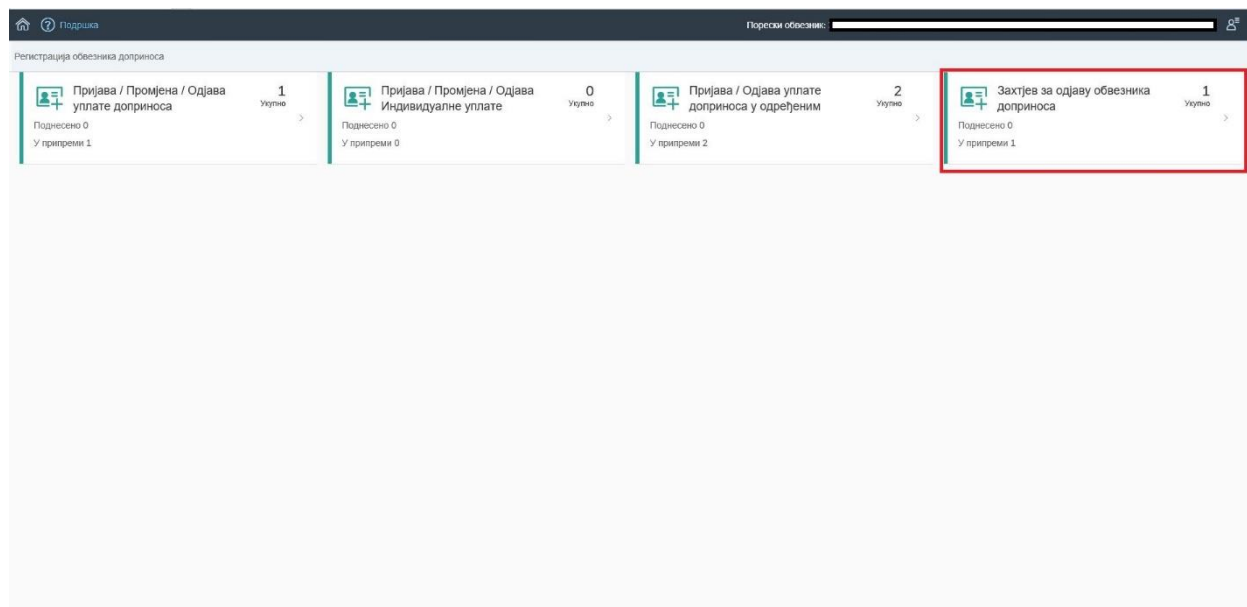 Подршка
Порески обвезник:
Регистрација обвезника доприноса
Пријава / Промјена / Одјава
уплате доприноса
1
Укупно
Поднесено 0
У припреми 1
Пријава / Промјена / Одјава
Индивидуалне уплате
0
Укупно
Поднесено 0
У припреми 0
Пријава / Одјава уплате
доприноса у одређеним
2
Укупно
Поднесено 0
У припреми 2
Захтјев за одјаву обвезника
доприноса
1
Укупно
Поднесено 0
У припреми 1